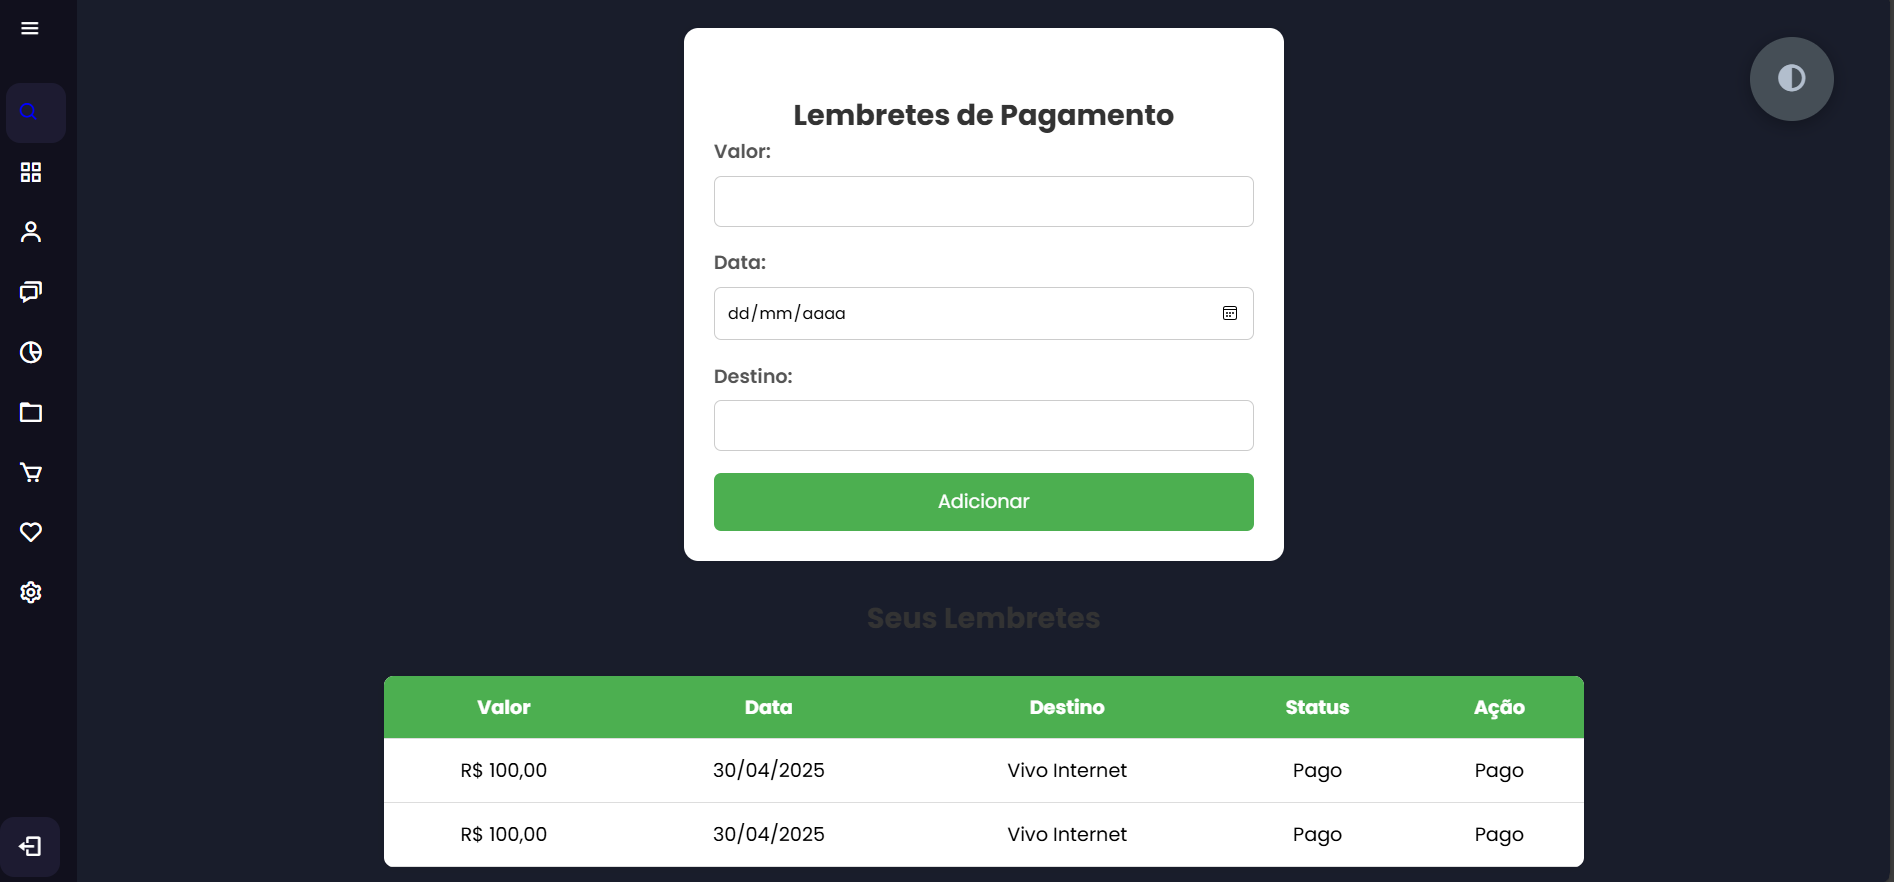 Lembretes de Pagamento
Valor:
Data:
dd/mm/aaaa
Destino:
Adicionar
Seus Lembretes
Valor Data Destino Status Ação
R$ 100,00 30/04/2025 Vivo Internet Pago Pago
R$ 100,00 30/04/2025 Vivo Internet Pago Pago